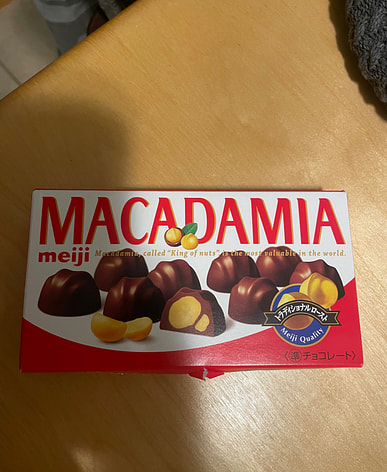 MACADAMIA
meiji
Macadamia, called "King of nuts" is the most valuable in the world.
トラディショナルロースト
Meiji Quality
〈準チョコレート〉